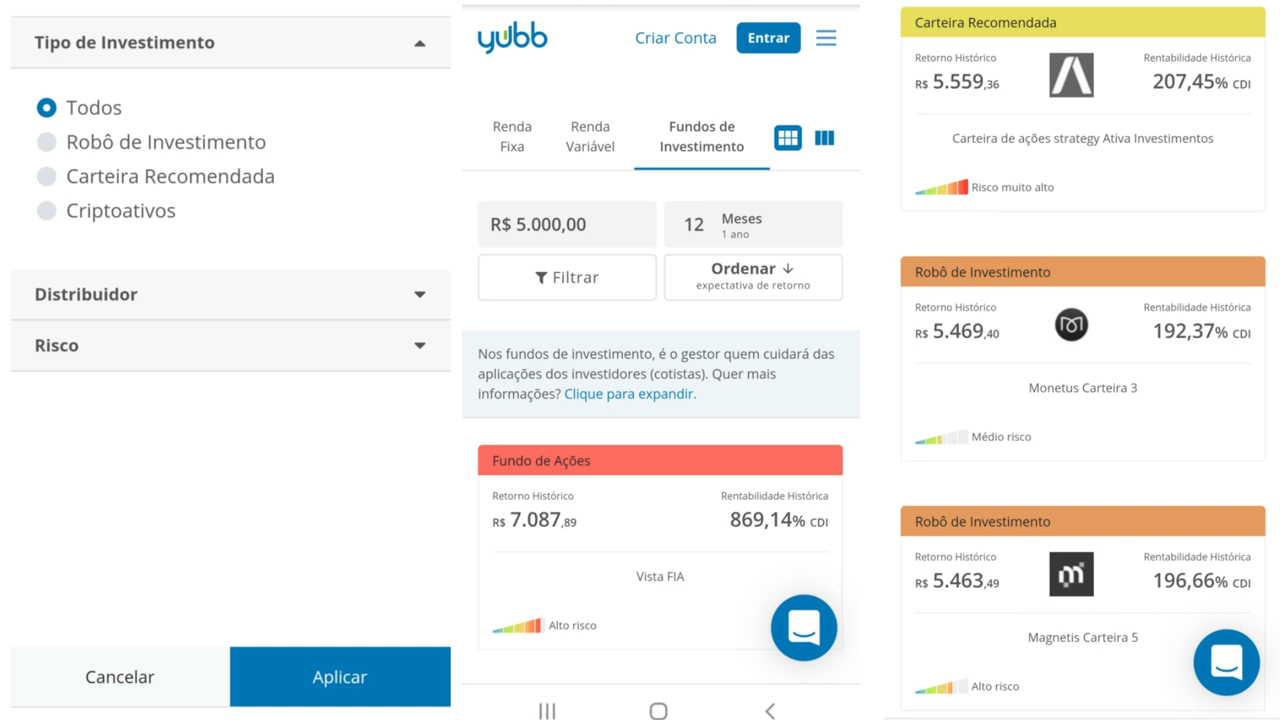 Tipo de Investimento
Todos
Robô de Investimento
Carteira Recomendada
Criptoativos
Distribuidor
Risco
Cancelar
Aplicar
yubb
Criar Conta
Entrar
Renda
Fixa
Renda
Variável
Fundos de
Investimento
R$ 5.000,00
12 Meses
1 ano
Filtrar
Ordenar ↓
expectativa de retorno
Nos fundos de investimento, é o gestor quem cuidará das
aplicações dos investidores (cotistas). Quer mais
informações? Clique para expandir.
Fundo de Ações
Retorno Histórico
R$ 7.087,89
Rentabilidade Histórica
869,14% CDI
Vista FIA
Alto risco
Carteira Recomendada
Retorno Histórico
R$ 5.559,36
Rentabilidade Histórica
207,45% CDI
Carteira de ações strategy Ativa Investimentos
Risco muito alto
Robô de Investimento
Retorno Histórico
R$ 5.469,40
Rentabilidade Histórica
192,37% CDI
Monetus Carteira 3
Médio risco
Robô de Investimento
Retorno Histórico
R$ 5.463,49
Rentabilidade Histórica
196,66% CDI
Magnetis Carteira 5
Alto risco